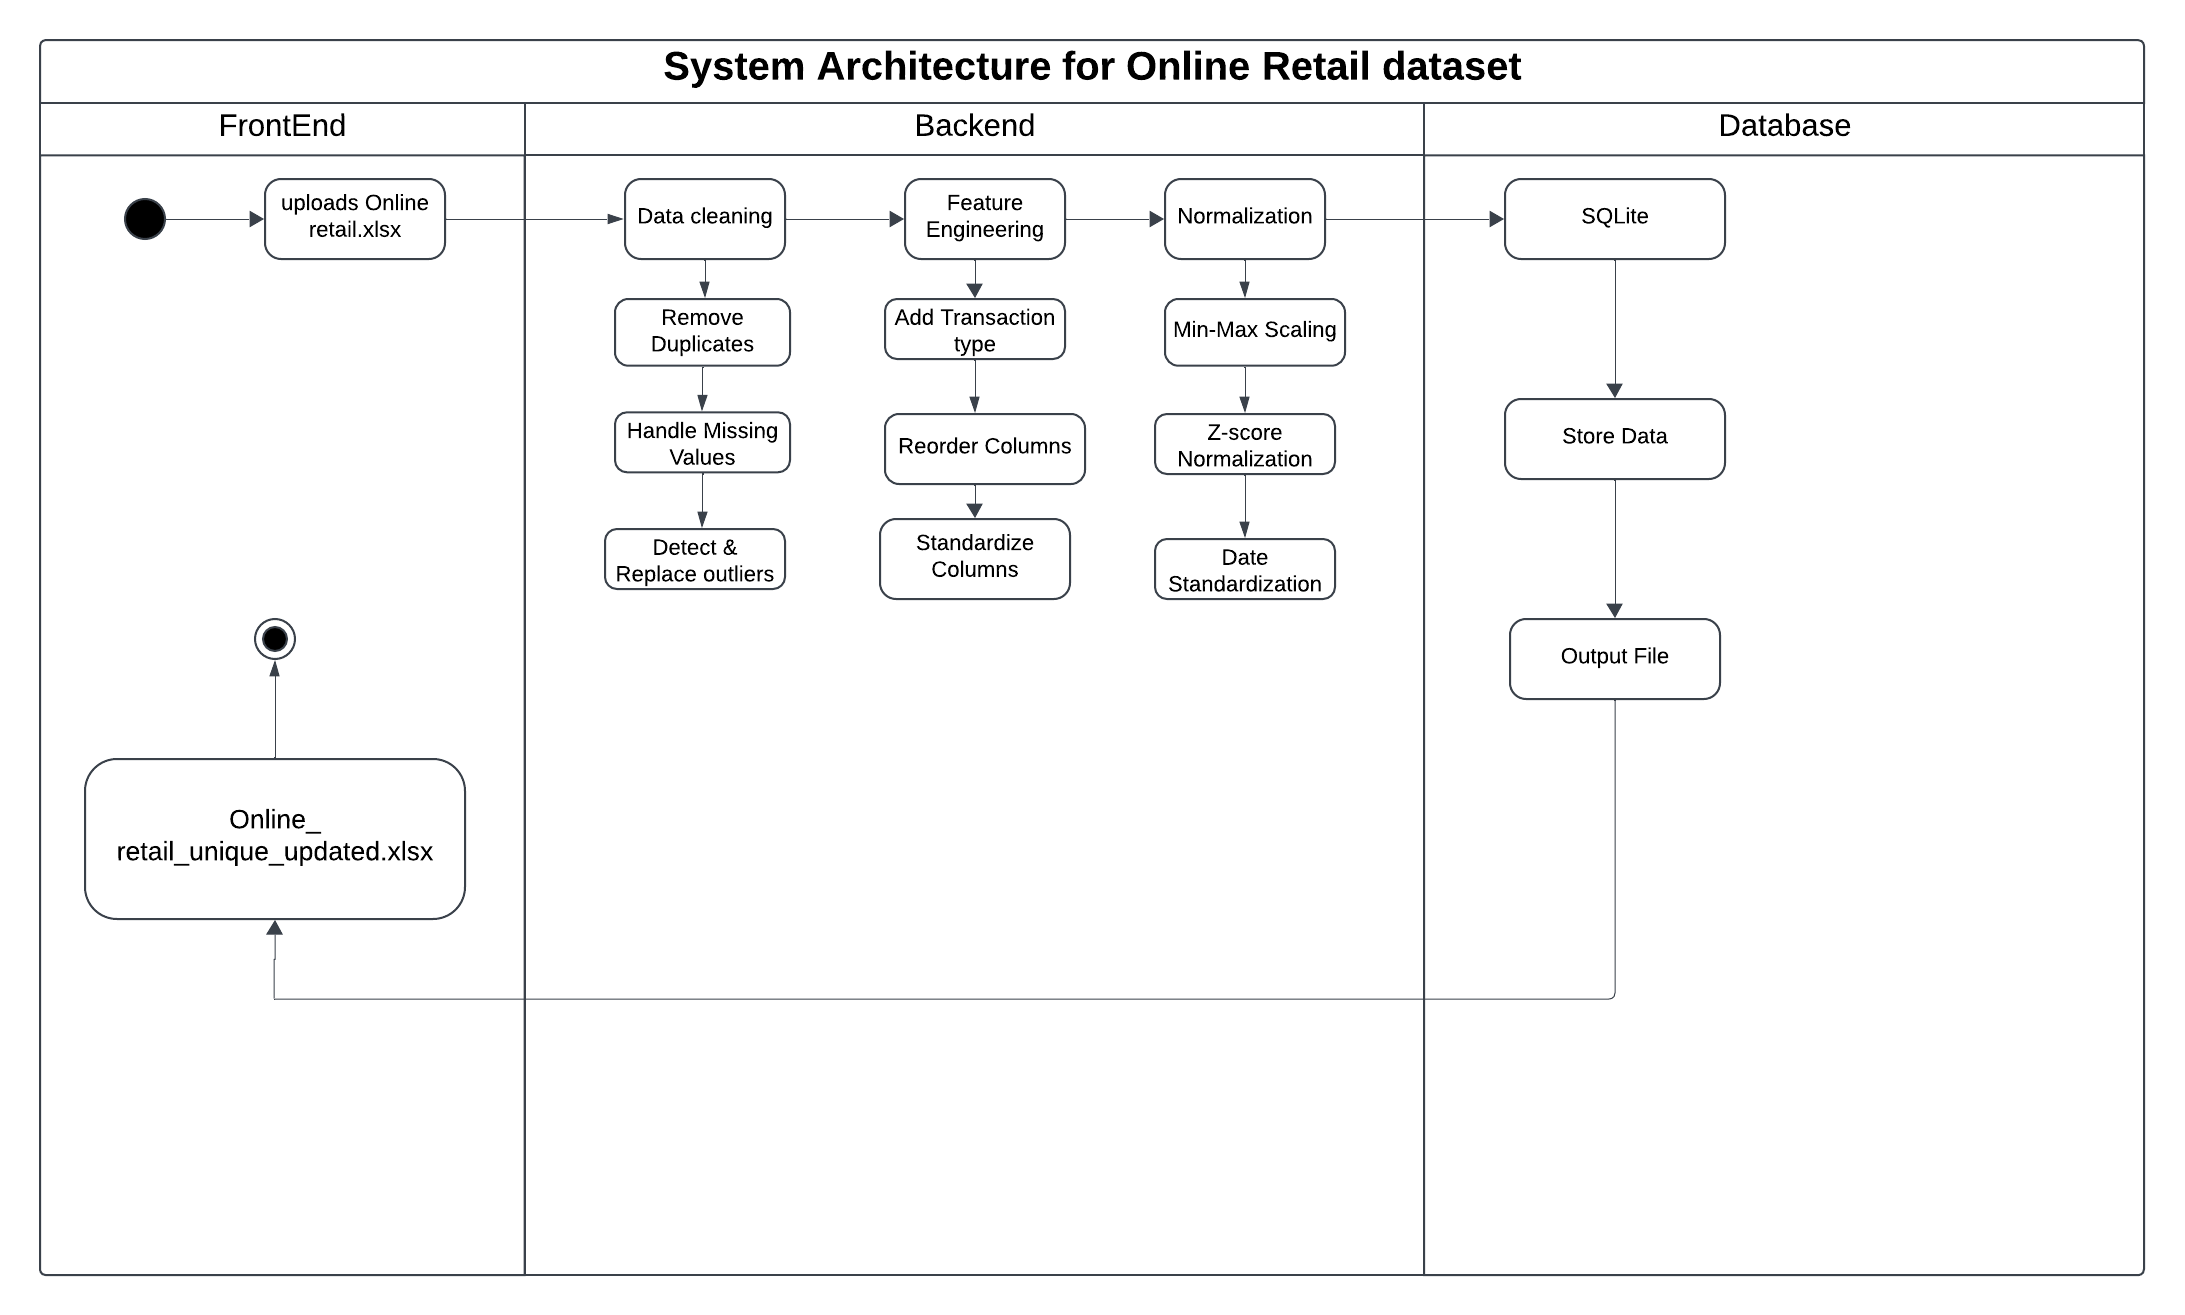 System Architecture for Online Retail dataset
FrontEnd
Backend
Database
uploads Online
retail.xlsx
Data cleaning
Feature
Engineering
Normalization
SQLite
Remove
Duplicates
Add Transaction
type
Min-Max Scaling
Handle Missing
Values
Reorder Columns
Z-score
Normalization
Store Data
Detect &
Replace outliers
Standardize
Columns
Date
Standardization
Output File
Online_
retail_unique_updated.xlsx